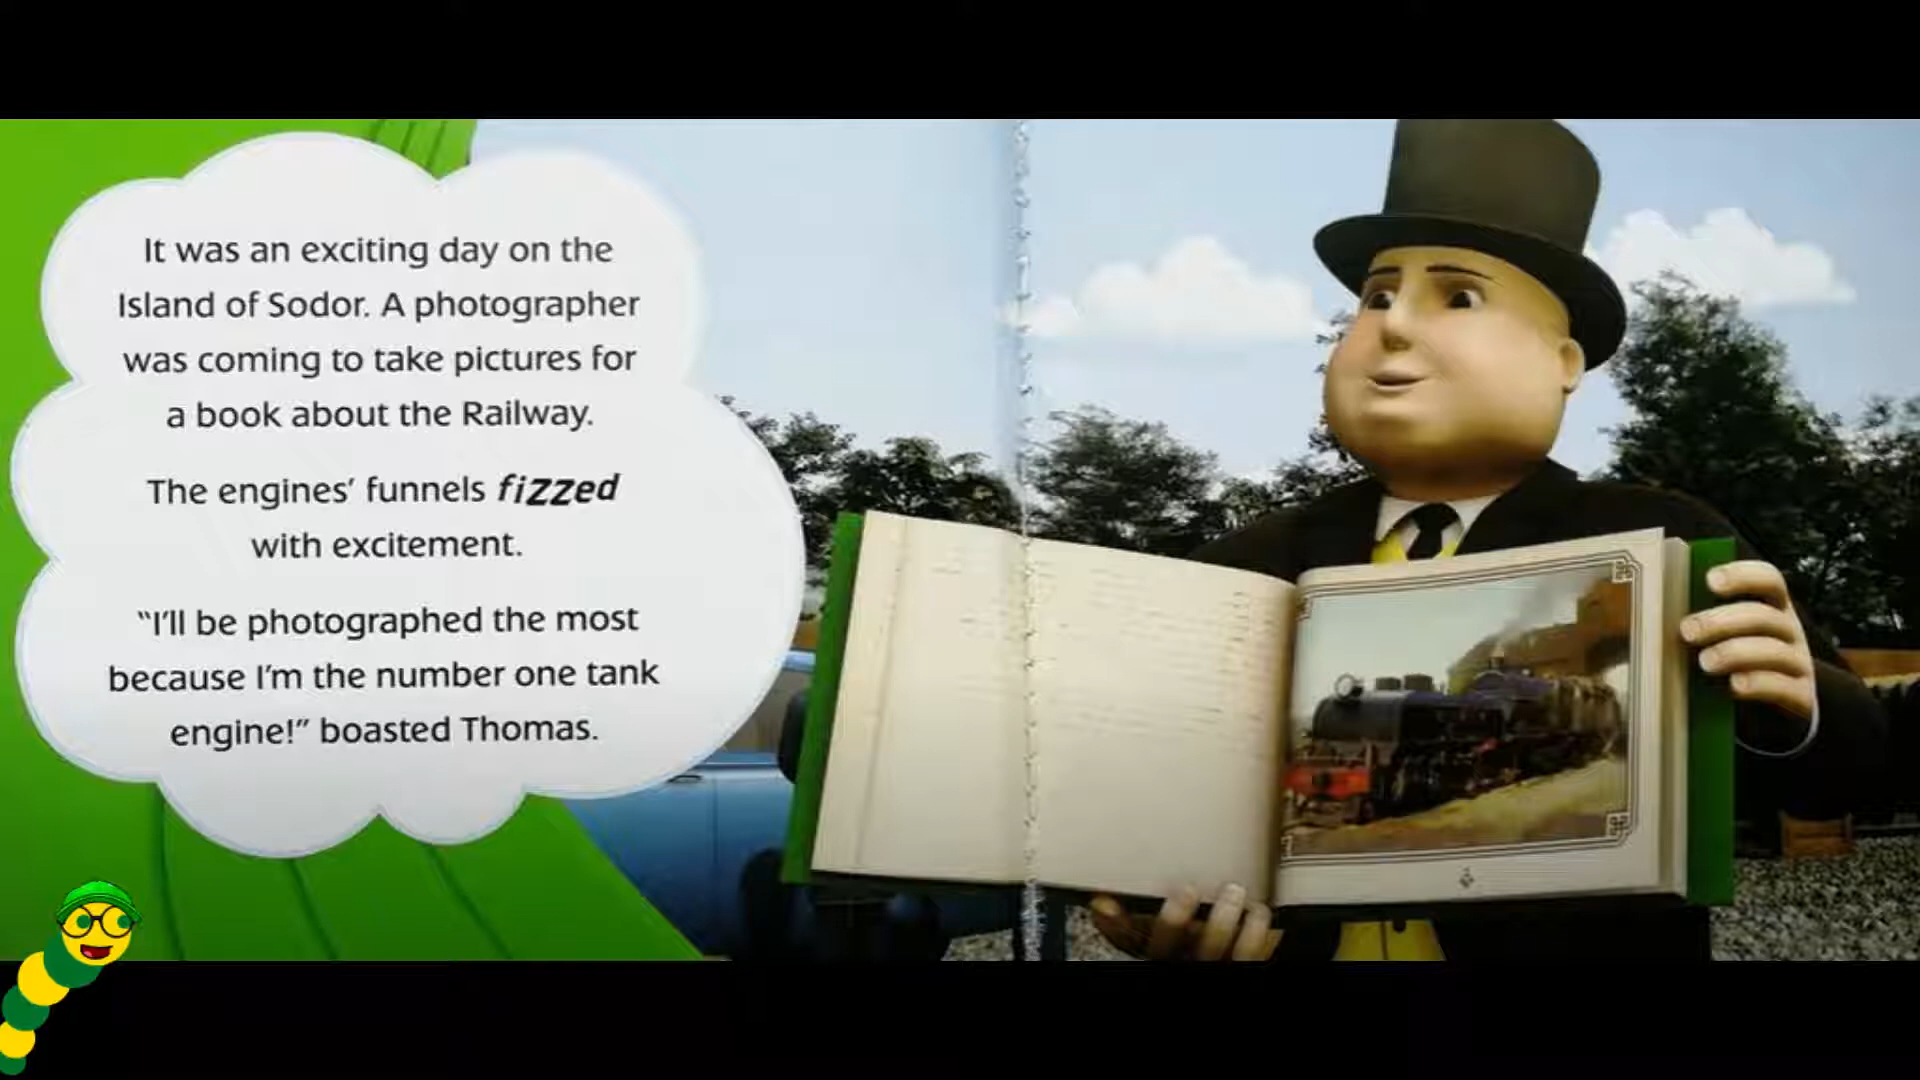 It was an exciting day on the
Island of Sodor. A photographer
was coming to take pictures for
a book about the Railway.
The engines’ funnels fizzed
with excitement.
“I’ll be photographed the most
because I’m the number one tank
engine!” boasted Thomas.